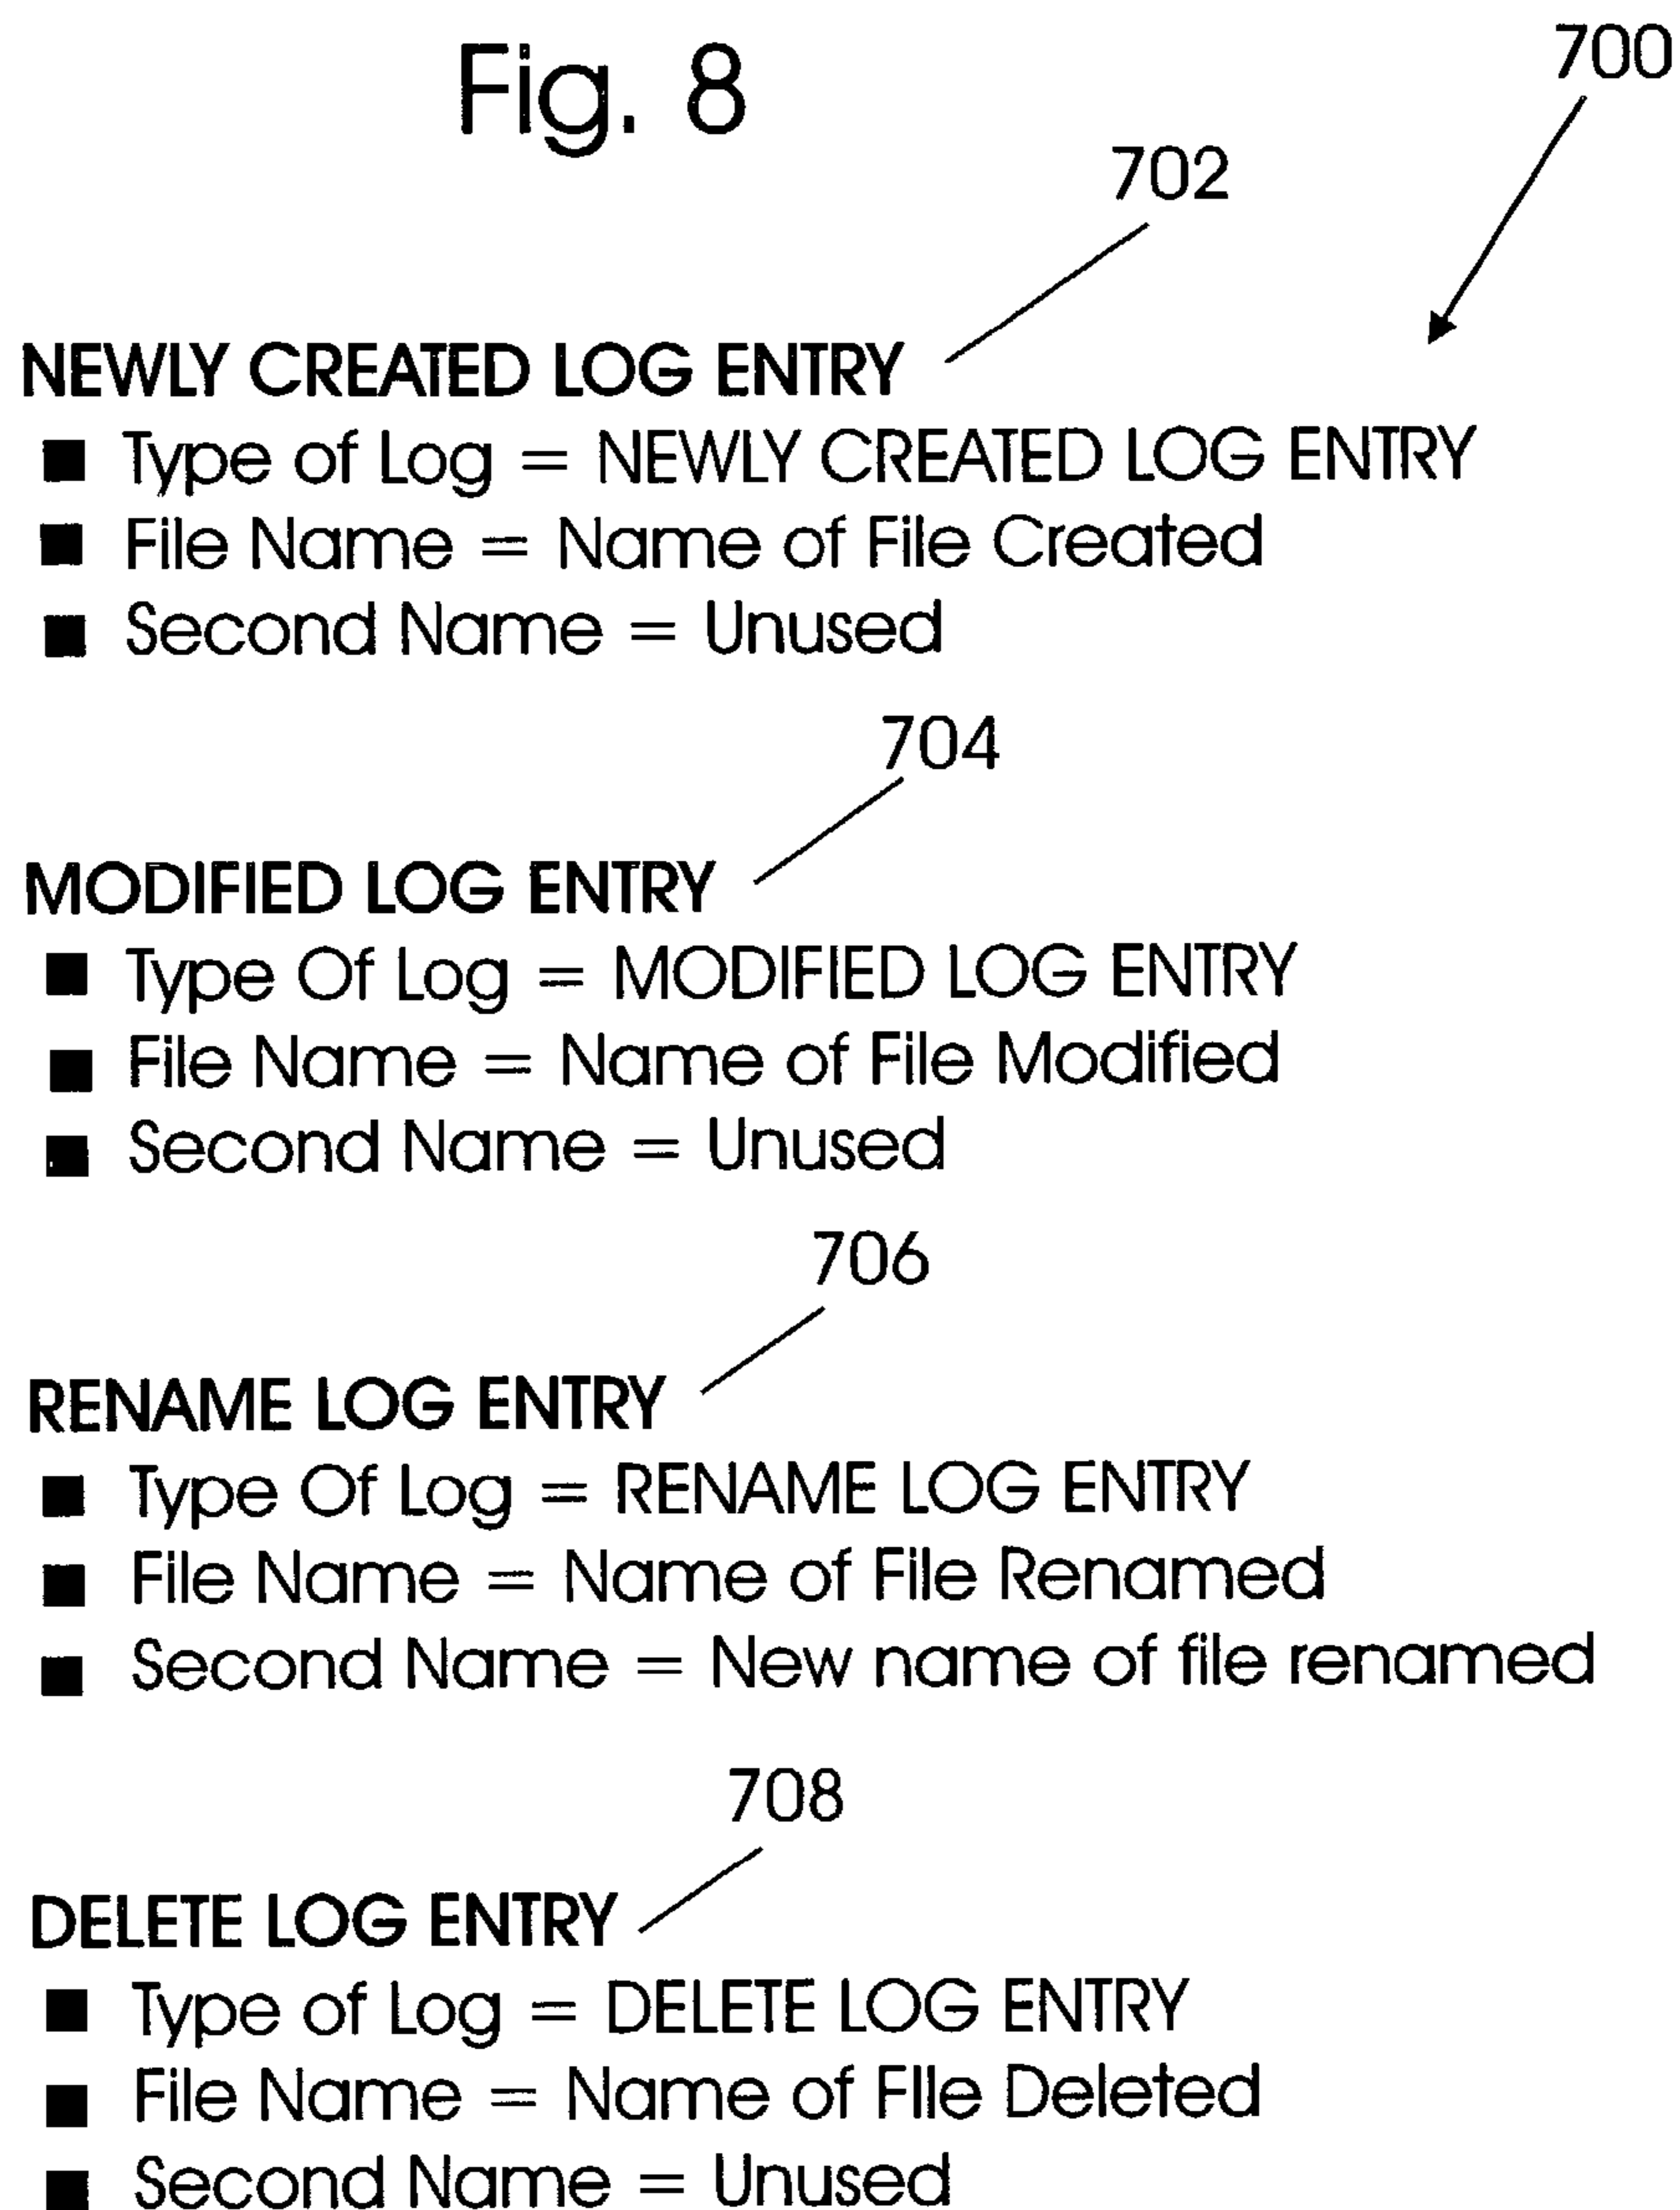 Fig. 8
700
702
NEWLY CREATED LOG ENTRY
■ Type of Log = NEWLY CREATED LOG ENTRY
■ File Name = Name of File Created
■ Second Name = Unused
704
MODIFIED LOG ENTRY
■ Type Of Log = MODIFIED LOG ENTRY
■ File Name = Name of File Modified
■ Second Name = Unused
706
RENAME LOG ENTRY
■ Type Of Log = RENAME LOG ENTRY
■ File Name = Name of File Renamed
■ Second Name = New name of file renamed
708
DELETE LOG ENTRY
■ Type of Log = DELETE LOG ENTRY
■ File Name = Name of FIle Deleted
■ Second Name = Unused